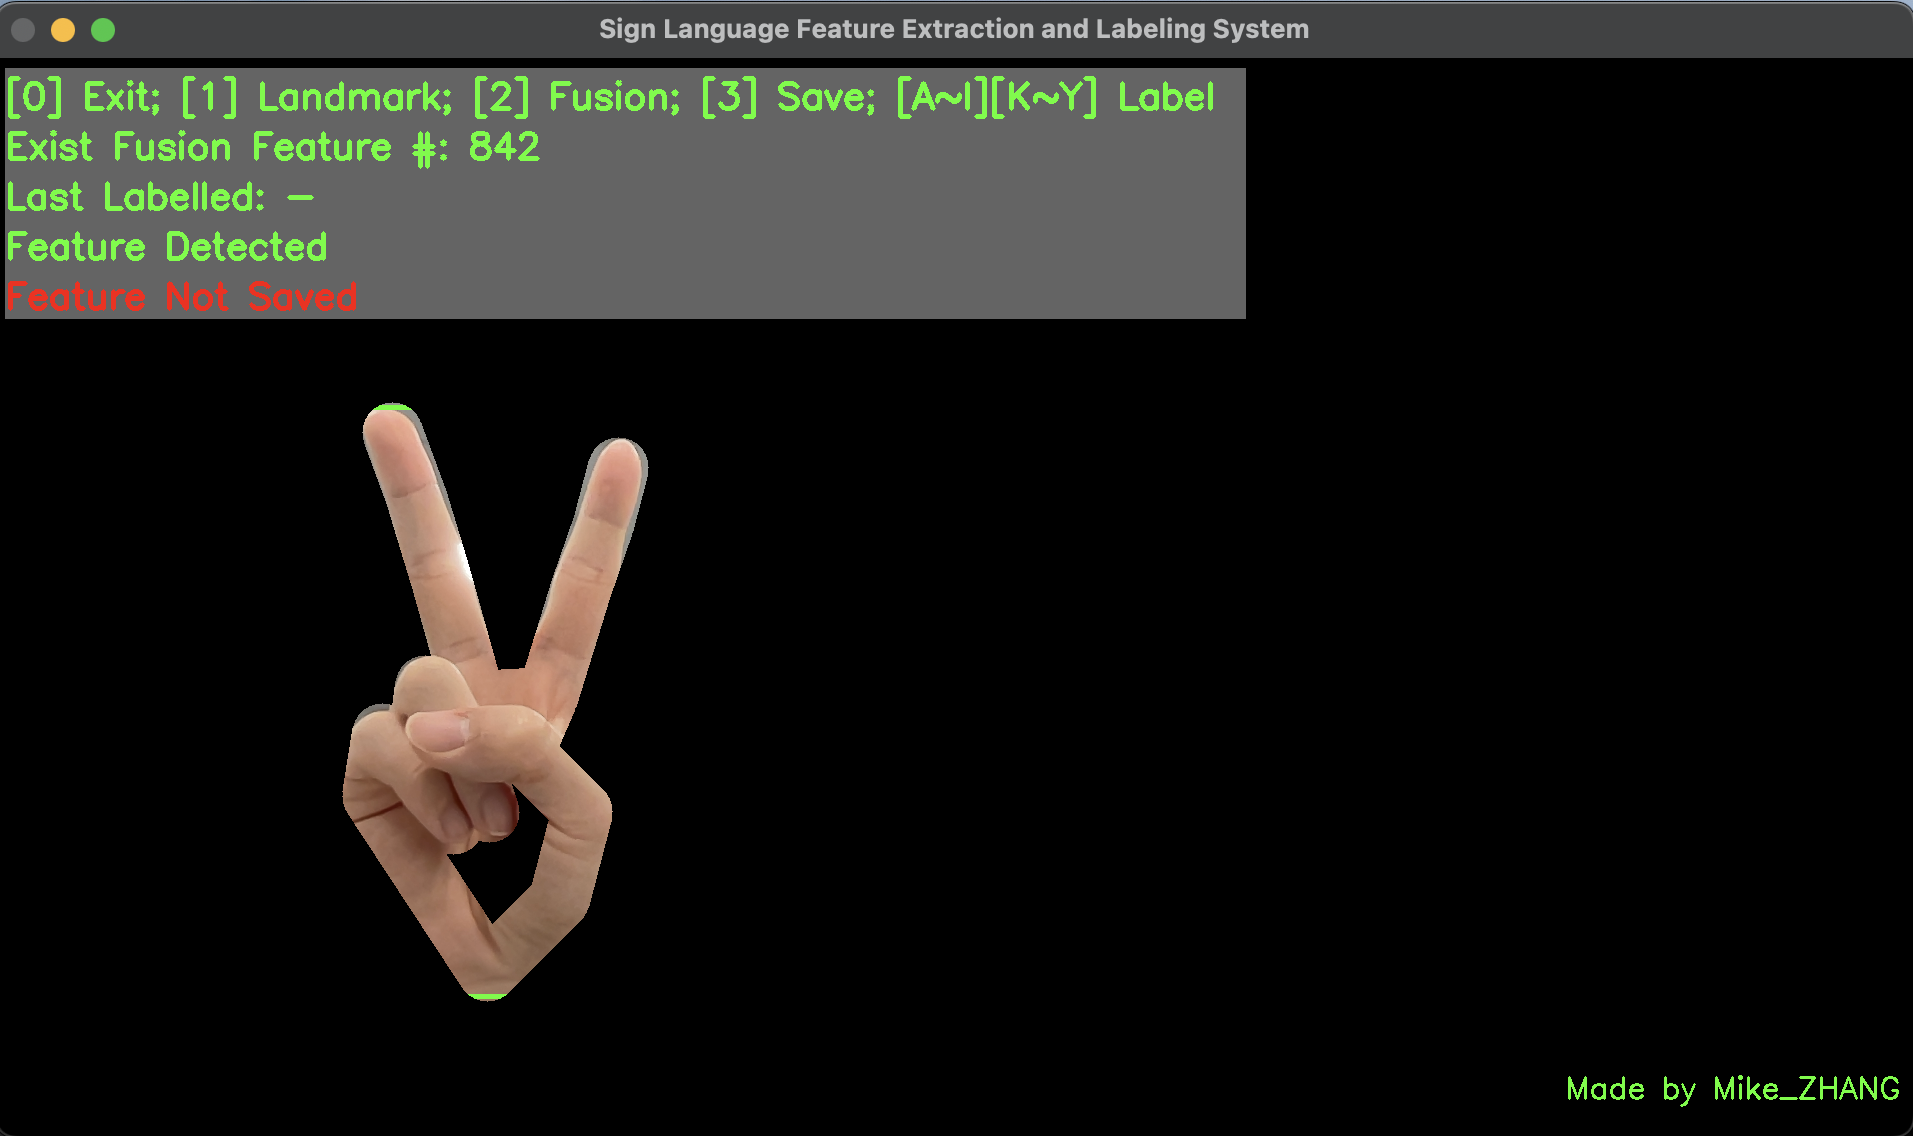 Sign Language Feature Extraction and Labeling System
[0] Exit; [1] Landmark; [2] Fusion; [3] Save; [A~I][K~Y] Label
Exist Fusion Feature #: 842
Last Labelled: -
Feature Detected
Feature Not Saved
Made by Mike_ZHANG